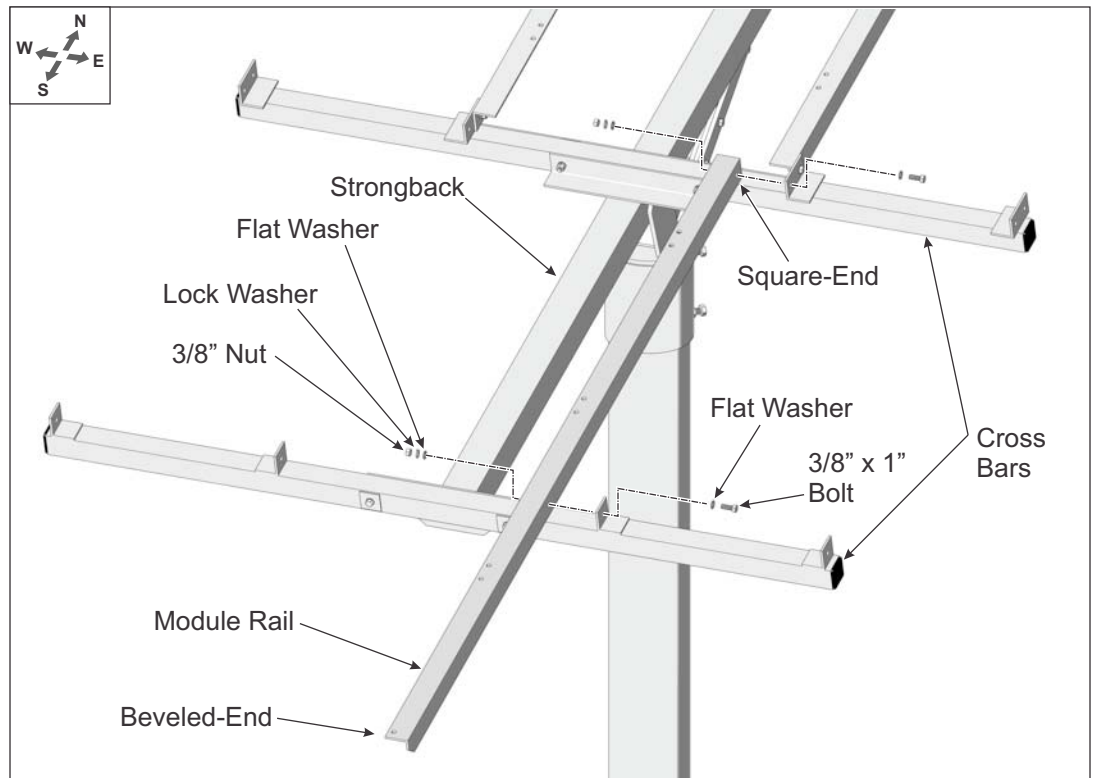 N
W
E
S
Strongback
Flat Washer
Lock Washer
3/8” Nut
Square-End
Flat Washer
3/8” x 1”
Bolt
Cross
Bars
Module Rail
Beveled-End